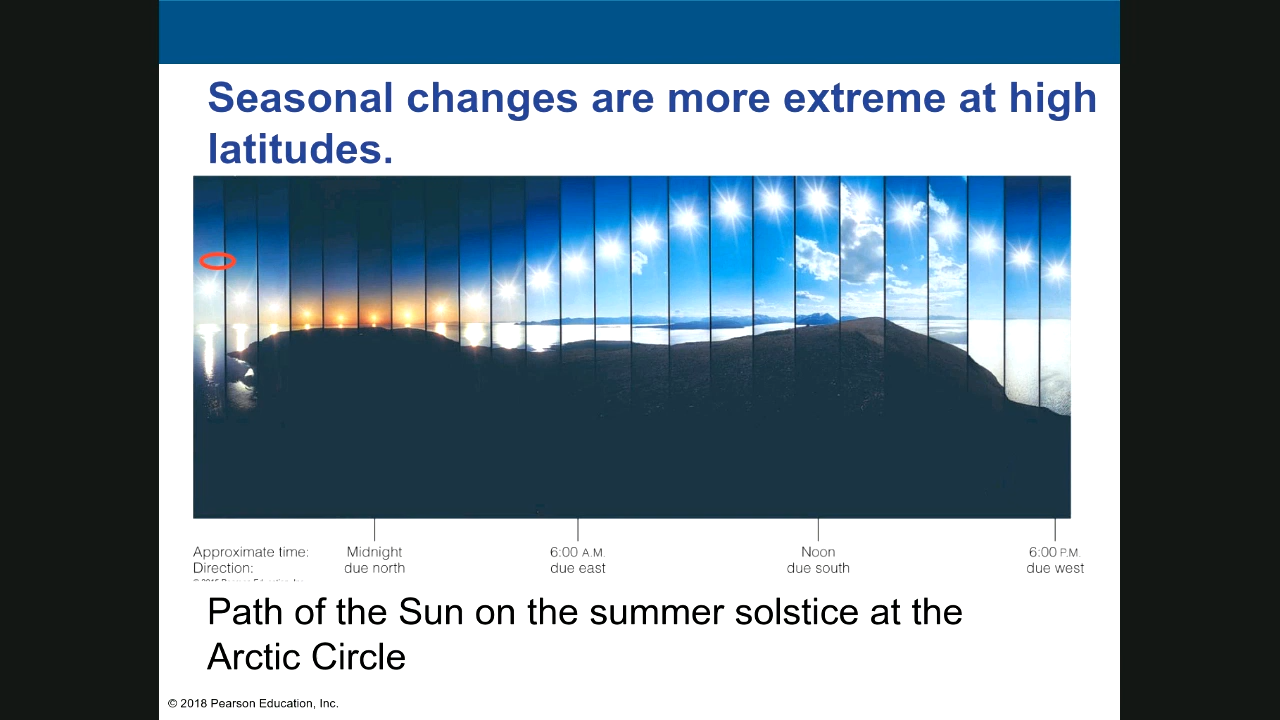 Seasonal changes are more extreme at high
latitudes.
Approximate time: Midnight 6:00 A.M. Noon 6:00 P.M.
Direction: due north due east due south due west
Path of the Sun on the summer solstice at the
Arctic Circle
© 2018 Pearson Education, Inc.